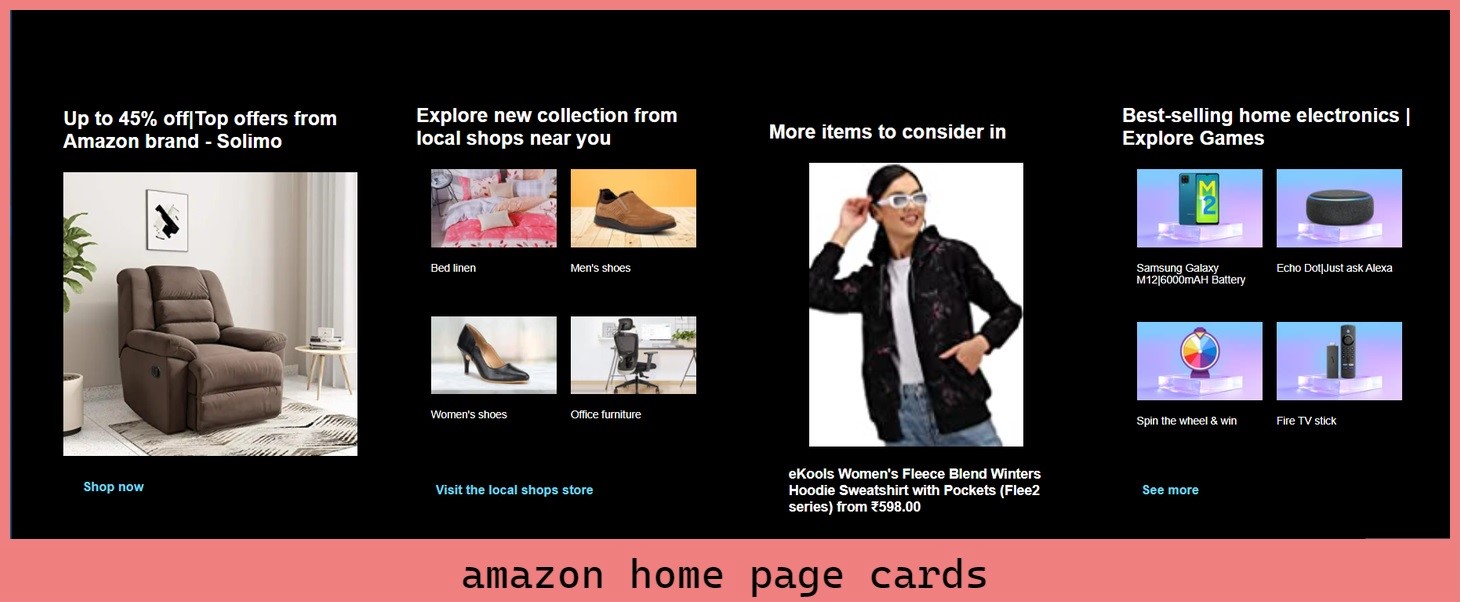 Up to 45% off|Top offers from
Amazon brand - Solimo
Shop now
Explore new collection from
local shops near you
Bed linen
Men's shoes
Women's shoes
Office furniture
Visit the local shops store
More items to consider in
eKools Women's Fleece Blend Winters
Hoodie Sweatshirt with Pockets (Flee2
series) from ₹598.00
Best-selling home electronics |
Explore Games
M
12
Samsung Galaxy
M12|6000mAH Battery
Echo Dot|Just ask Alexa
Spin the wheel & win
Fire TV stick
See more
amazon home page cards